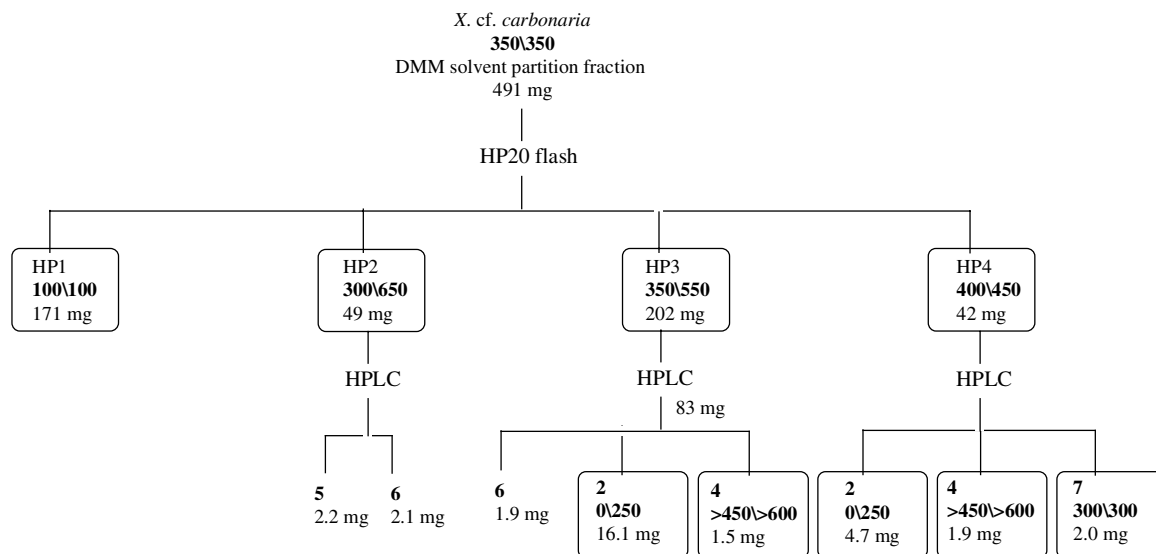 X. cf. carbonaria
350\350
DMM solvent partition fraction
491 mg
HP20 flash
HP1
100\100
171 mg
HP2
300\650
49 mg
HP3
350\550
202 mg
HP4
400\450
42 mg
HPLC
HPLC
HPLC
83 mg
5
2.2 mg
6
2.1 mg
6
1.9 mg
2
0\250
16.1 mg
4
>450\>600
1.5 mg
2
0\250
4.7 mg
4
>450\>600
1.9 mg
7
300\300
2.0 mg